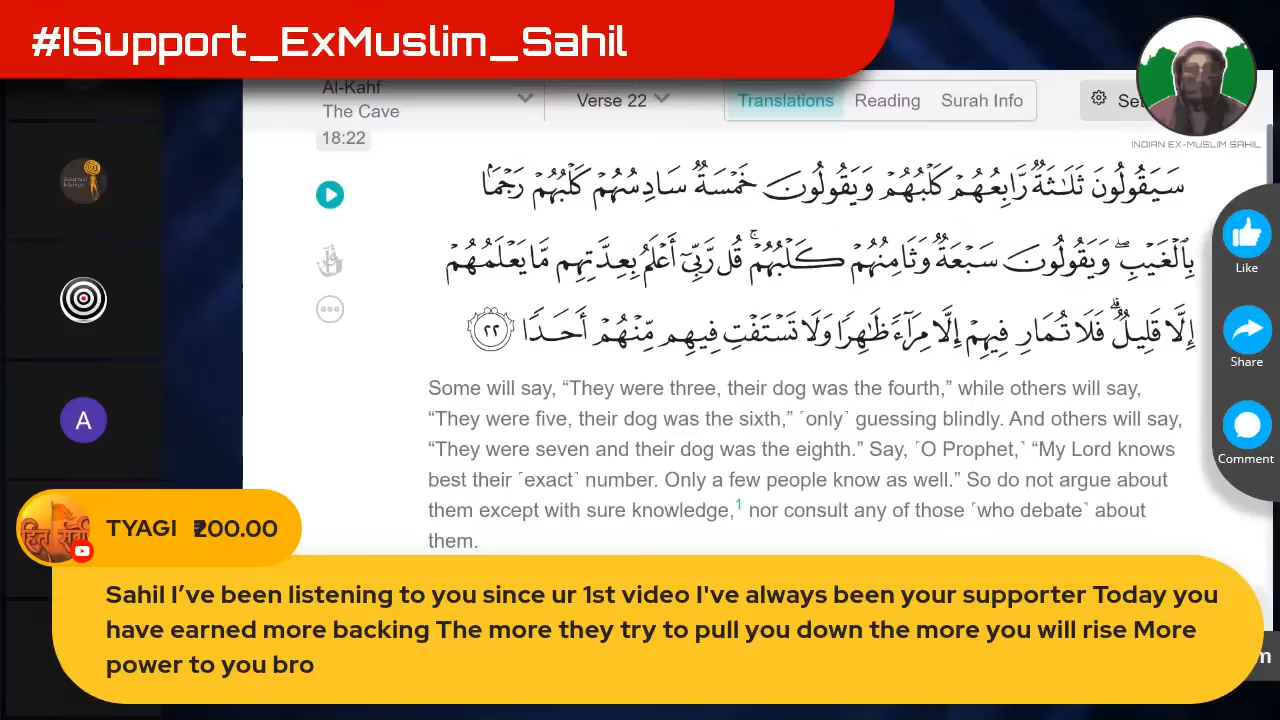 #ISupport_ExMuslim_Sahil
Al-Kahf
The Cave
Verse 22
Translations
Reading
Surah Info
18:22
INDIAN EX-MUSLIM SAHIL
سَيَقُولُونَ ثَلَـٰثَةٌ رَّابِعُهُمْ كَلْبُهُمْ وَيَقُولُونَ خَمْسَةٌ سَادِسُهُمْ كَلْبُهُمْ رَجْمًۢا
بِٱلْغَيْبِ ۖ وَيَقُولُونَ سَبْعَةٌ وَثَامِنُهُمْ كَلْبُهُمْ ۚ قُل رَّبِّىٓ أَعْلَمُ بِعِدَّتِهِم مَّا يَعْلَمُهُمْ
إِلَّا قَلِيلٌ ۗ فَلَا تُمَارِ فِيهِمْ إِلَّا مِرَآءً ظَـٰهِرًا وَلَا تَسْتَفْتِ فِيهِم مِّنْهُمْ أَحَدًا ٢٢
Some will say, “They were three, their dog was the fourth,” while others will say,
“They were five, their dog was the sixth,” ˹only˺ guessing blindly. And others will say,
“They were seven and their dog was the eighth.” Say, ˹O Prophet,˺ “My Lord knows
best their ˹exact˺ number. Only a few people know as well.” So do not argue about
them except with sure knowledge,1 nor consult any of those ˹who debate˺ about
them.
Like
Share
Comment
A
TYAGI ₹200.00
Sahil I’ve been listening to you since ur 1st video I've always been your supporter Today you
have earned more backing The more they try to pull you down the more you will rise More
power to you bro